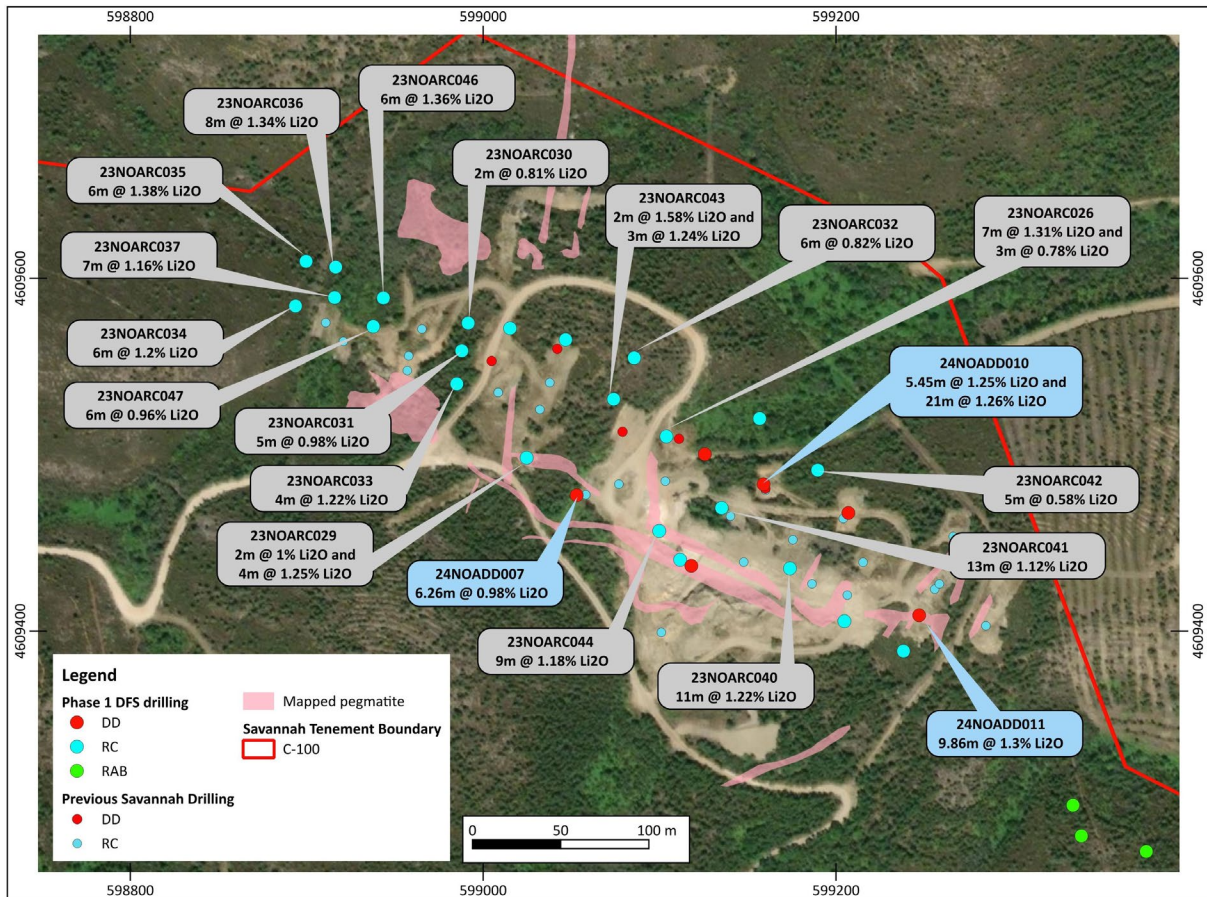 598800
599000
599200
23NOARC046
6m @ 1.36% Li2O
23NOARC036
8m @ 1.34% Li2O
23NOARC030
2m @ 0.81% Li2O
23NOARC035
6m @ 1.38% Li2O
23NOARC043
2m @ 1.58% Li2O and
3m @ 1.24% Li2O
23NOARC032
6m @ 0.82% Li2O
23NOARC026
7m @ 1.31% Li2O and
3m @ 0.78% Li2O
23NOARC037
7m @ 1.16% Li2O
4609600
4609600
23NOARC034
6m @ 1.2% Li2O
24NOADD010
5.45m @ 1.25% Li2O and
21m @ 1.26% Li2O
23NOARC047
6m @ 0.96% Li2O
23NOARC031
5m @ 0.98% Li2O
23NOARC033
4m @ 1.22% Li2O
23NOARC042
5m @ 0.58% Li2O
23NOARC029
2m @ 1% Li2O and
4m @ 1.25% Li2O
23NOARC041
13m @ 1.12% Li2O
24NOADD007
6.26m @ 0.98% Li2O
4609400
4609400
23NOARC044
9m @ 1.18% Li2O
23NOARC040
11m @ 1.22% Li2O
24NOADD011
9.86m @ 1.3% Li2O
Legend
Phase 1 DFS drilling
DD
RC
RAB
Previous Savannah Drilling
DD
RC
Mapped pegmatite
Savannah Tenement Boundary
C-100
0 50 100 m
598800
599000
599200